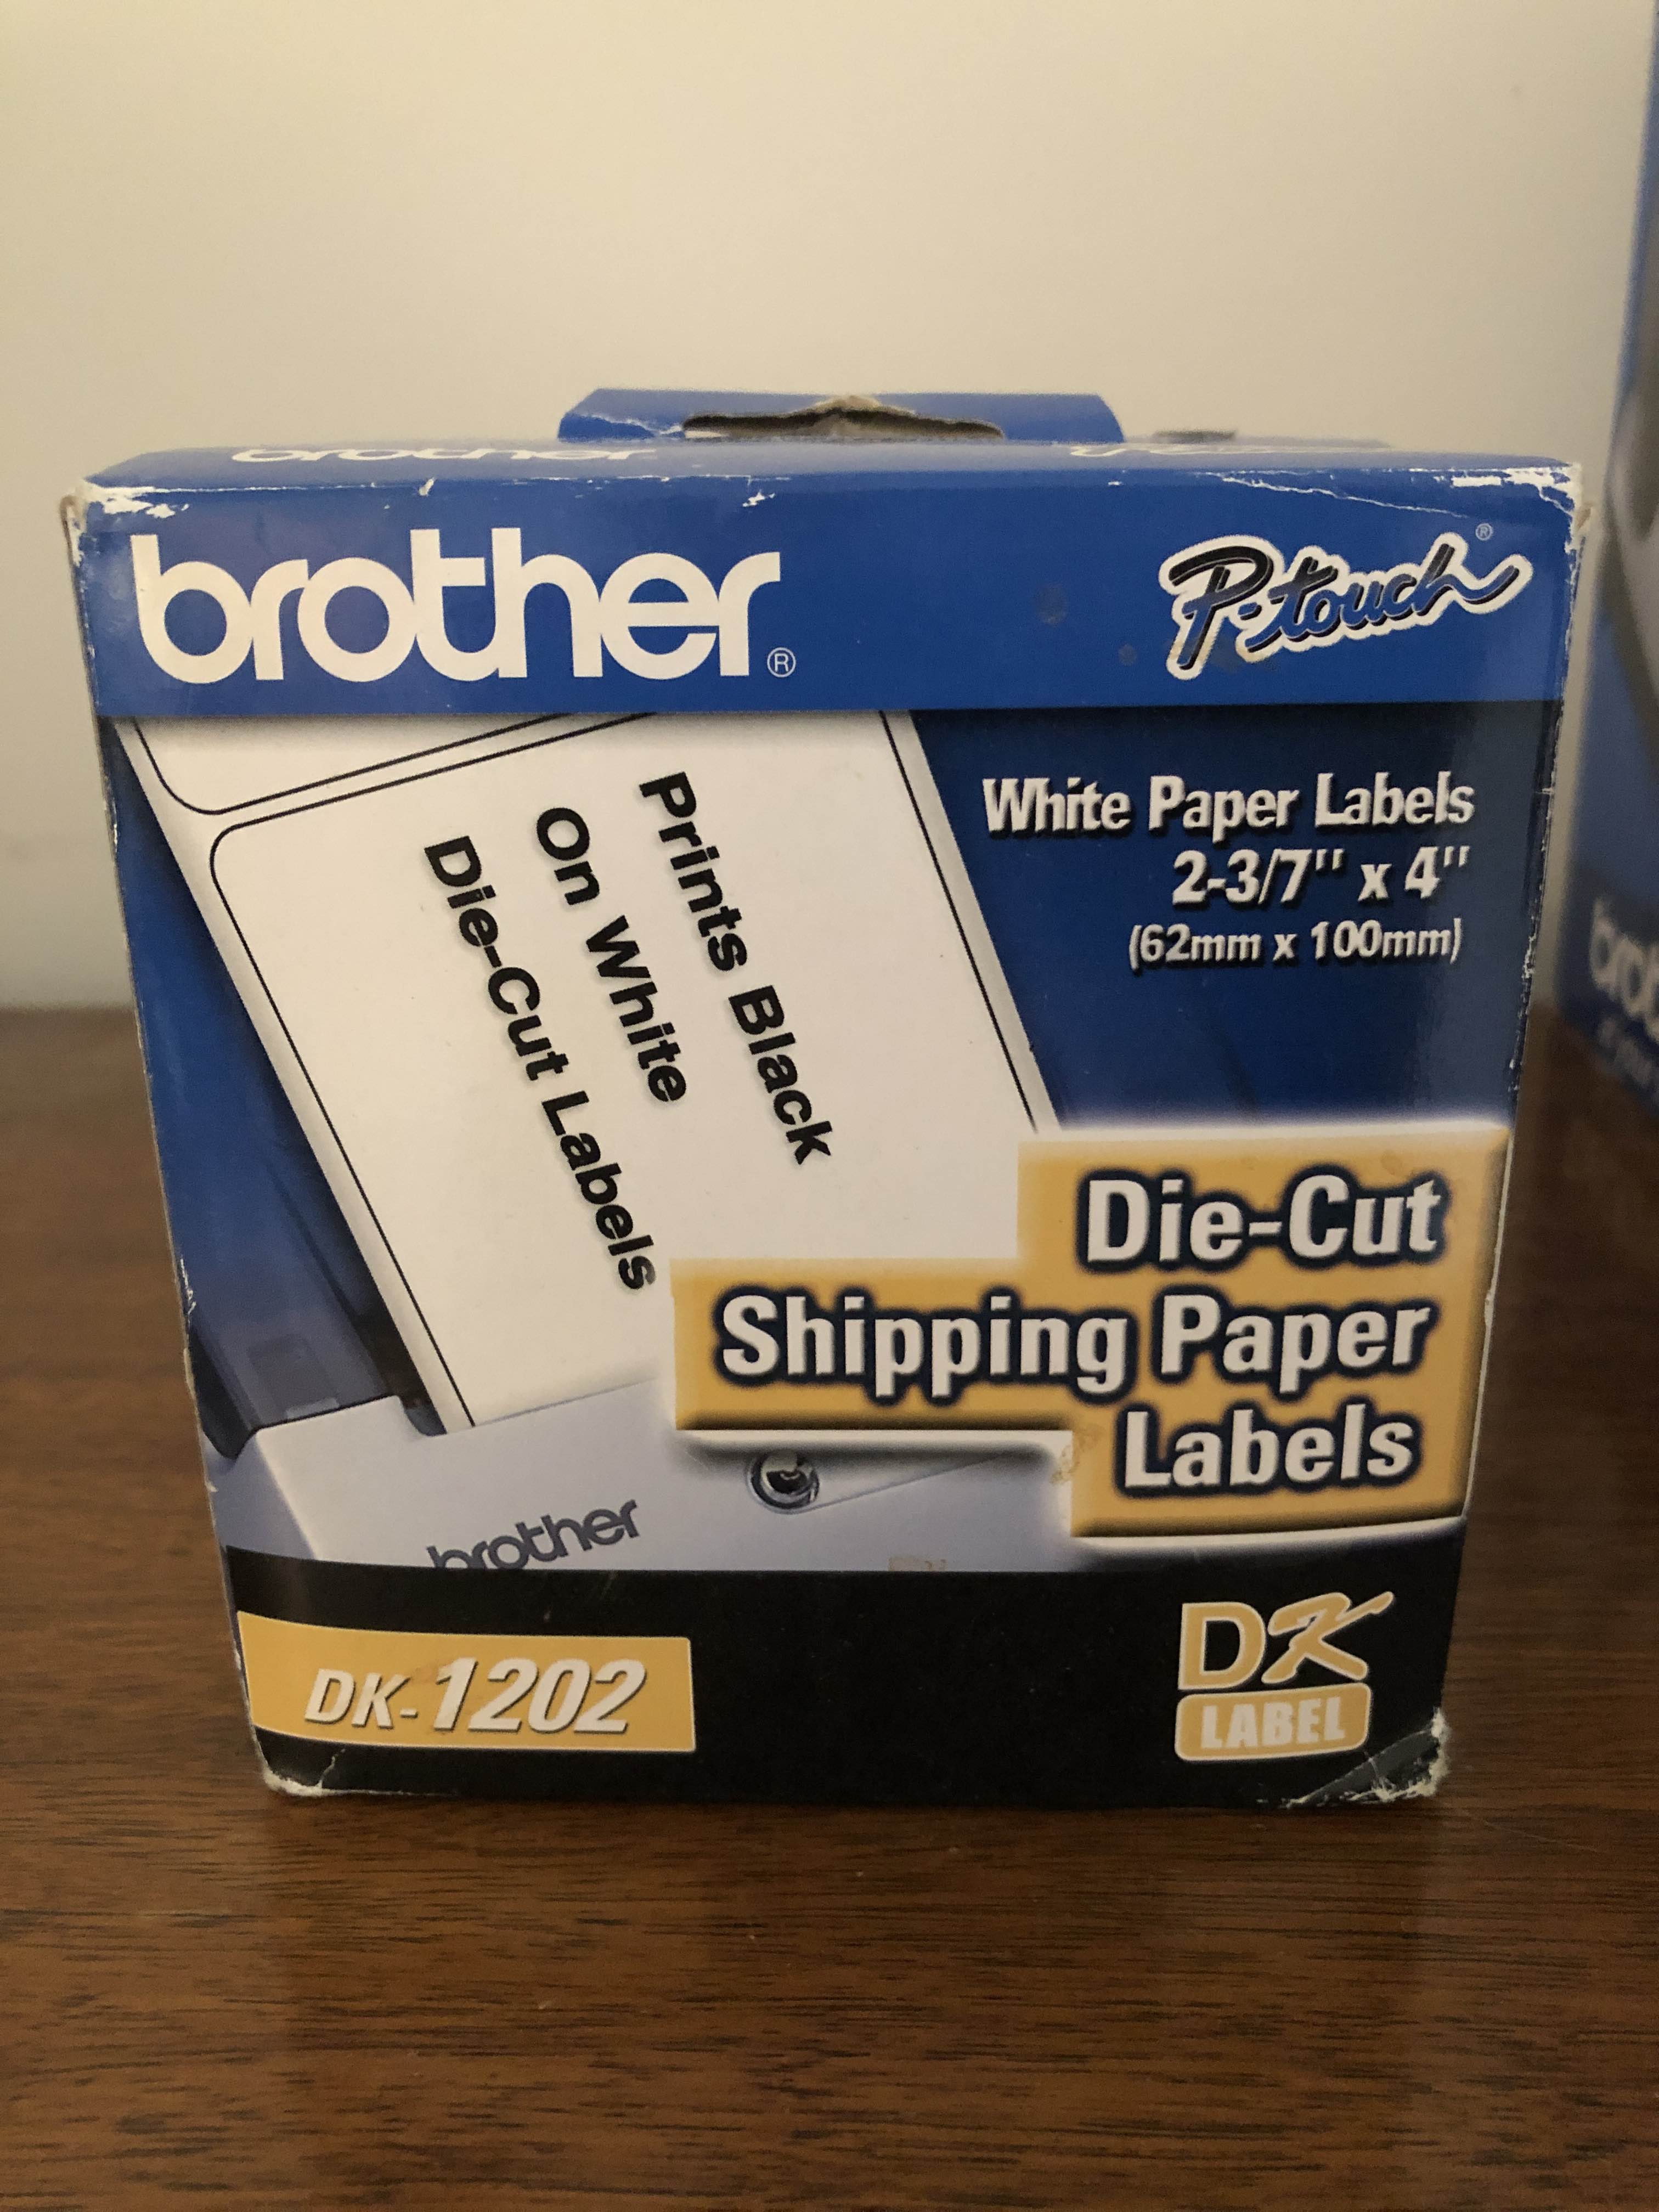 brother
brother®
P-touch®
White Paper Labels
2-3/7" x 4"
(62mm x 100mm)
Prints Black
On White
Die-Cut Labels
Die-Cut
Shipping Paper
Labels
brother
DK-1202
DK
LABEL